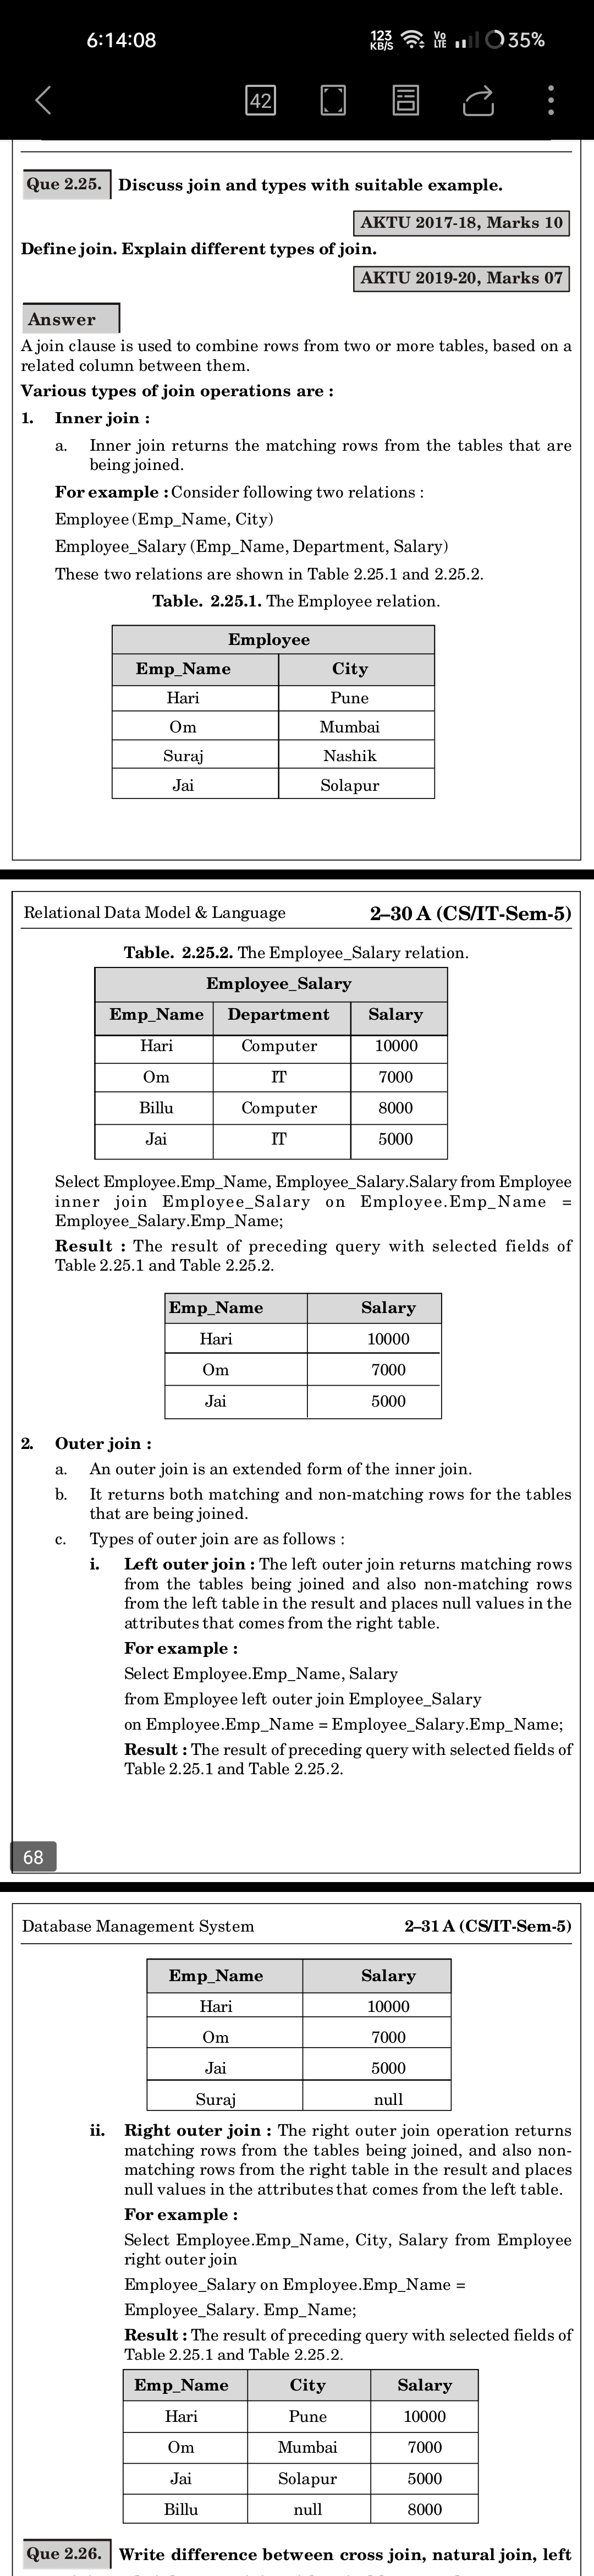 6:14:08
123 KB/S Vo LTE 35%
42
Que 2.25. Discuss join and types with suitable example.
AKTU 2017-18, Marks 10
Define join. Explain different types of join.
AKTU 2019-20, Marks 07
Answer
A join clause is used to combine rows from two or more tables, based on a
related column between them.
Various types of join operations are :
1. Inner join :
a. Inner join returns the matching rows from the tables that are
being joined.
For example : Consider following two relations :
Employee (Emp_Name, City)
Employee_Salary (Emp_Name, Department, Salary)
These two relations are shown in Table 2.25.1 and 2.25.2.
Table. 2.25.1. The Employee relation.
Employee
Emp_Name City
Hari Pune
Om Mumbai
Suraj Nashik
Jai Solapur
Relational Data Model & Language 2–30 A (CS/IT-Sem-5)
Table. 2.25.2. The Employee_Salary relation.
Employee_Salary
Emp_Name Department Salary
Hari Computer 10000
Om IT 7000
Billu Computer 8000
Jai IT 5000
Select Employee.Emp_Name, Employee_Salary.Salary from Employee
inner join Employee_Salary on Employee.Emp_Name =
Employee_Salary.Emp_Name;
Result : The result of preceding query with selected fields of
Table 2.25.1 and Table 2.25.2.
Emp_Name Salary
Hari 10000
Om 7000
Jai 5000
2. Outer join :
a. An outer join is an extended form of the inner join.
b. It returns both matching and non-matching rows for the tables
that are being joined.
c. Types of outer join are as follows :
i. Left outer join : The left outer join returns matching rows
from the tables being joined and also non-matching rows
from the left table in the result and places null values in the
attributes that comes from the right table.
For example :
Select Employee.Emp_Name, Salary
from Employee left outer join Employee_Salary
on Employee.Emp_Name = Employee_Salary.Emp_Name;
Result : The result of preceding query with selected fields of
Table 2.25.1 and Table 2.25.2.
68
Database Management System 2–31 A (CS/IT-Sem-5)
Emp_Name Salary
Hari 10000
Om 7000
Jai 5000
Suraj null
ii. Right outer join : The right outer join operation returns
matching rows from the tables being joined, and also non-
matching rows from the right table in the result and places
null values in the attributes that comes from the left table.
For example :
Select Employee.Emp_Name, City, Salary from Employee
right outer join
Employee_Salary on Employee.Emp_Name =
Employee_Salary. Emp_Name;
Result : The result of preceding query with selected fields of
Table 2.25.1 and Table 2.25.2.
Emp_Name City Salary
Hari Pune 10000
Om Mumbai 7000
Jai Solapur 5000
Billu null 8000
Que 2.26. Write difference between cross join, natural join, left